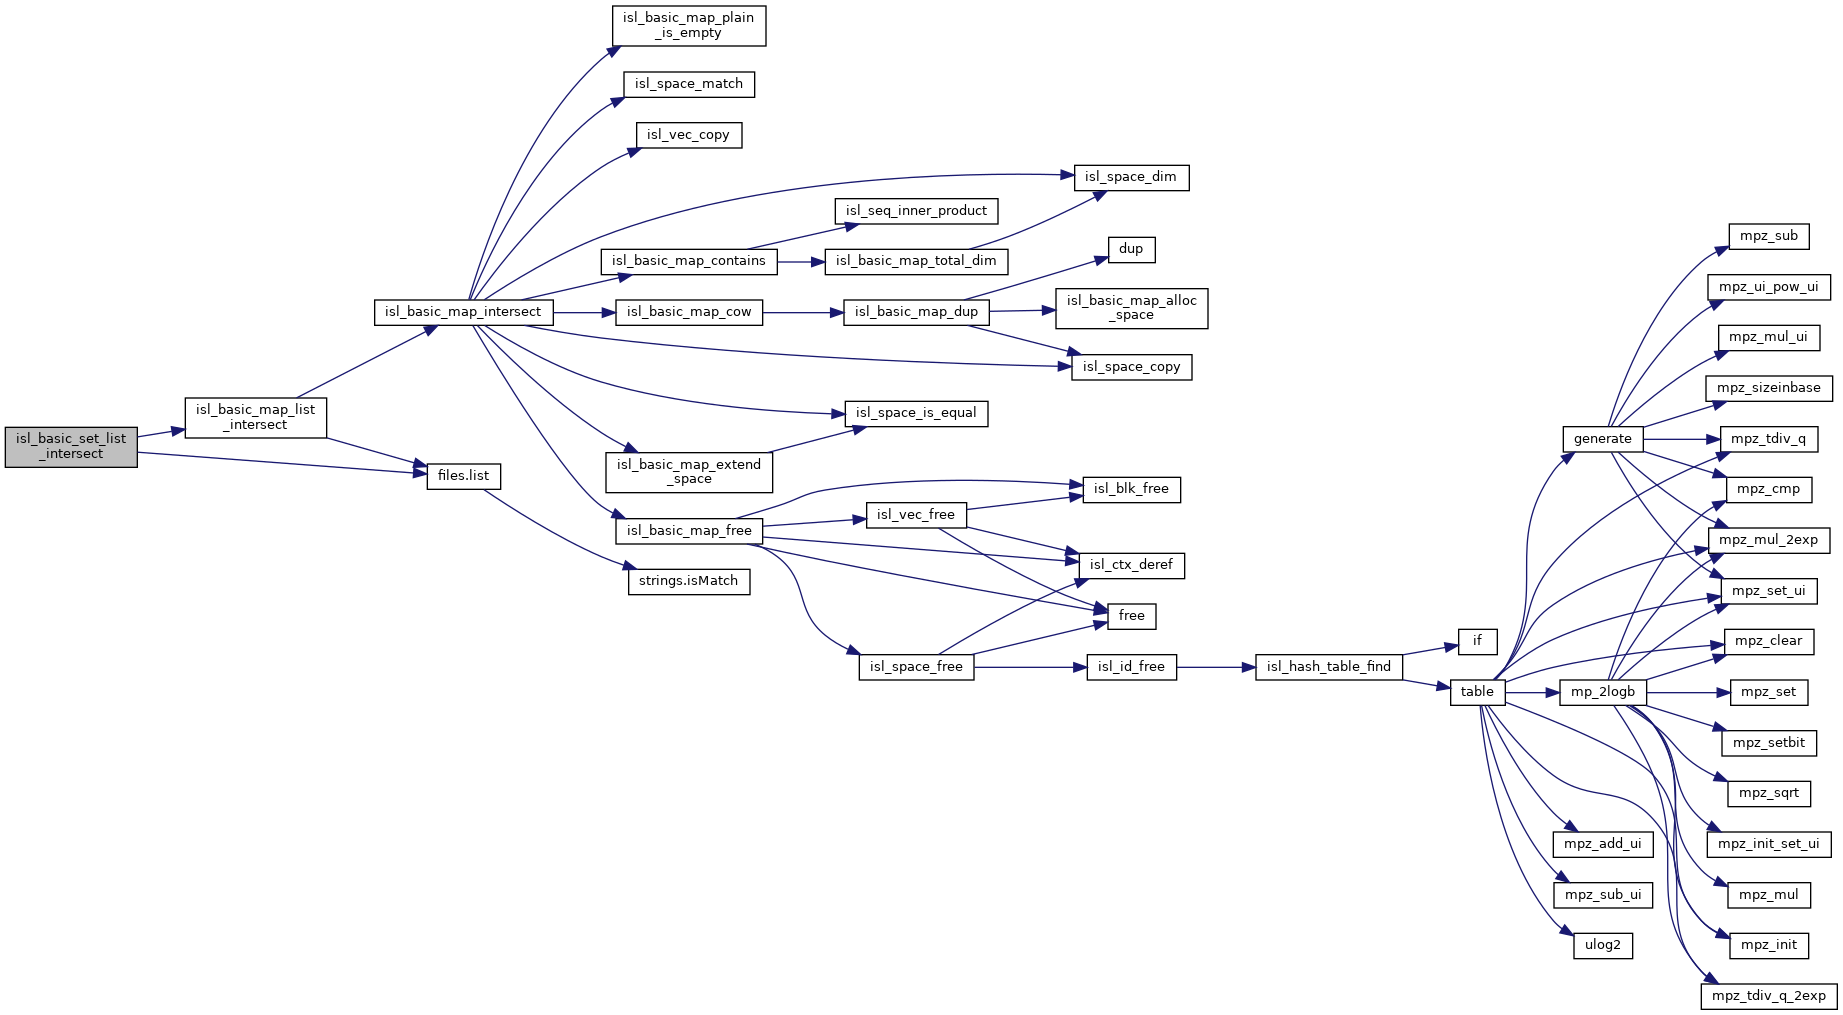 isl_basic_set_list
_intersect
isl_basic_map_list
_intersect
files.list
isl_basic_map_intersect
isl_basic_map_plain
_is_empty
isl_space_match
isl_vec_copy
isl_basic_map_contains
isl_basic_map_cow
isl_basic_map_extend
_space
isl_basic_map_free
strings.isMatch
isl_seq_inner_product
isl_basic_map_total_dim
isl_basic_map_dup
isl_space_is_equal
isl_vec_free
isl_space_free
isl_space_dim
dup
isl_basic_map_alloc
_space
isl_space_copy
isl_blk_free
isl_ctx_deref
free
isl_id_free
isl_hash_table_find
if
table
generate
mp_2logb
mpz_add_ui
mpz_sub_ui
ulog2
mpz_sub
mpz_ui_pow_ui
mpz_mul_ui
mpz_sizeinbase
mpz_tdiv_q
mpz_cmp
mpz_mul_2exp
mpz_set_ui
mpz_clear
mpz_set
mpz_setbit
mpz_sqrt
mpz_init_set_ui
mpz_mul
mpz_init
mpz_tdiv_q_2exp